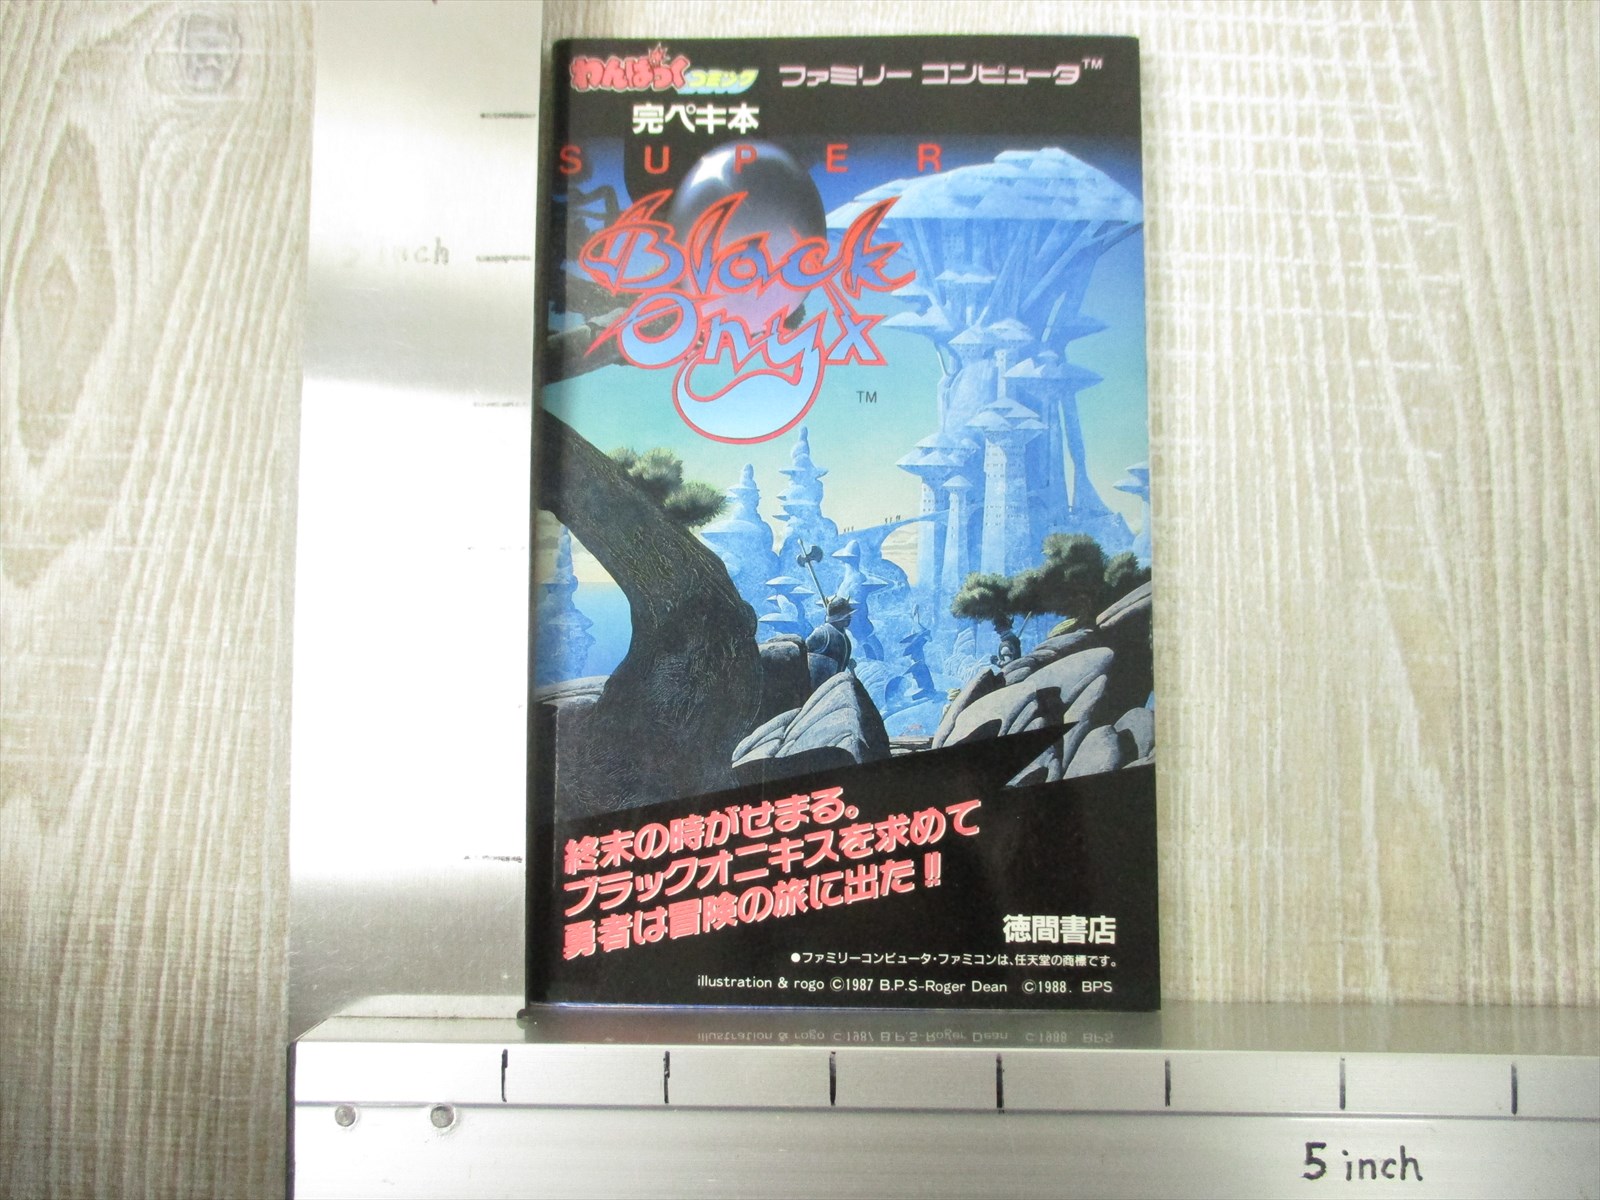 わんぱっくコミック ファミリー コンピュータ™
完ペキ本
SUPER
Black
Onyx
TM
終末の時がせまる。
ブラックオニキスを求めて
勇者は冒険の旅に出た!!
徳間書店
●ファミリーコンピュータ・ファミコンは、任天堂の商標です。
illustration & rogo ©1987 B.P.S-Roger Dean ©1988. BPS
5 inch